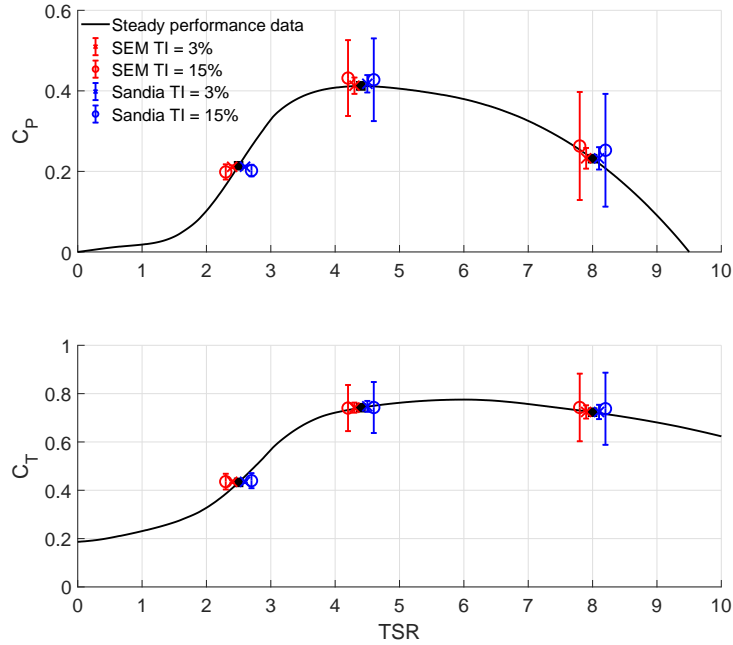 Steady performance data
SEM TI = 3%
SEM TI = 15%
Sandia TI = 3%
Sandia TI = 15%
0.6
0.4
0.2
0
C_P
0 1 2 3 4 5 6 7 8 9 10
1
0.8
0.6
0.4
0.2
0
C_T
0 1 2 3 4 5 6 7 8 9 10
TSR